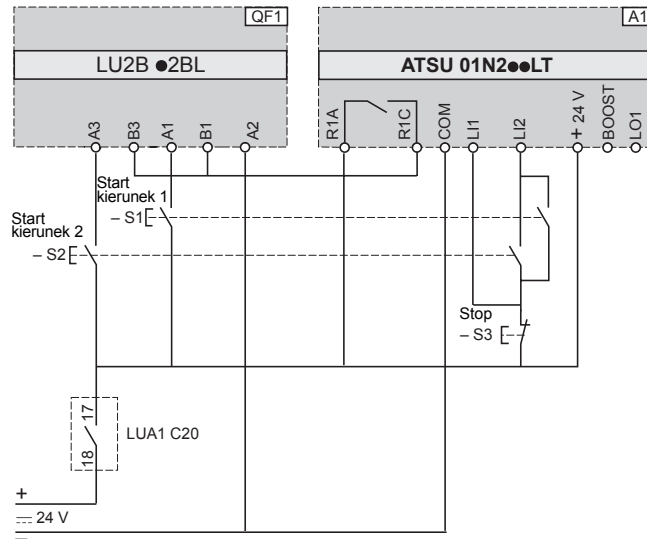 QF1
A1
LU2B ●2BL
ATSU 01N2●●LT
A3
B3
A1
B1
A2
R1A
R1C
COM
LI1
LI2
+ 24 V
BOOST
LO1
Start
kierunek 1
– S1
Start
kierunek 2
– S2
Stop
– S3
17
18
LUA1 C20
+
24 V
–